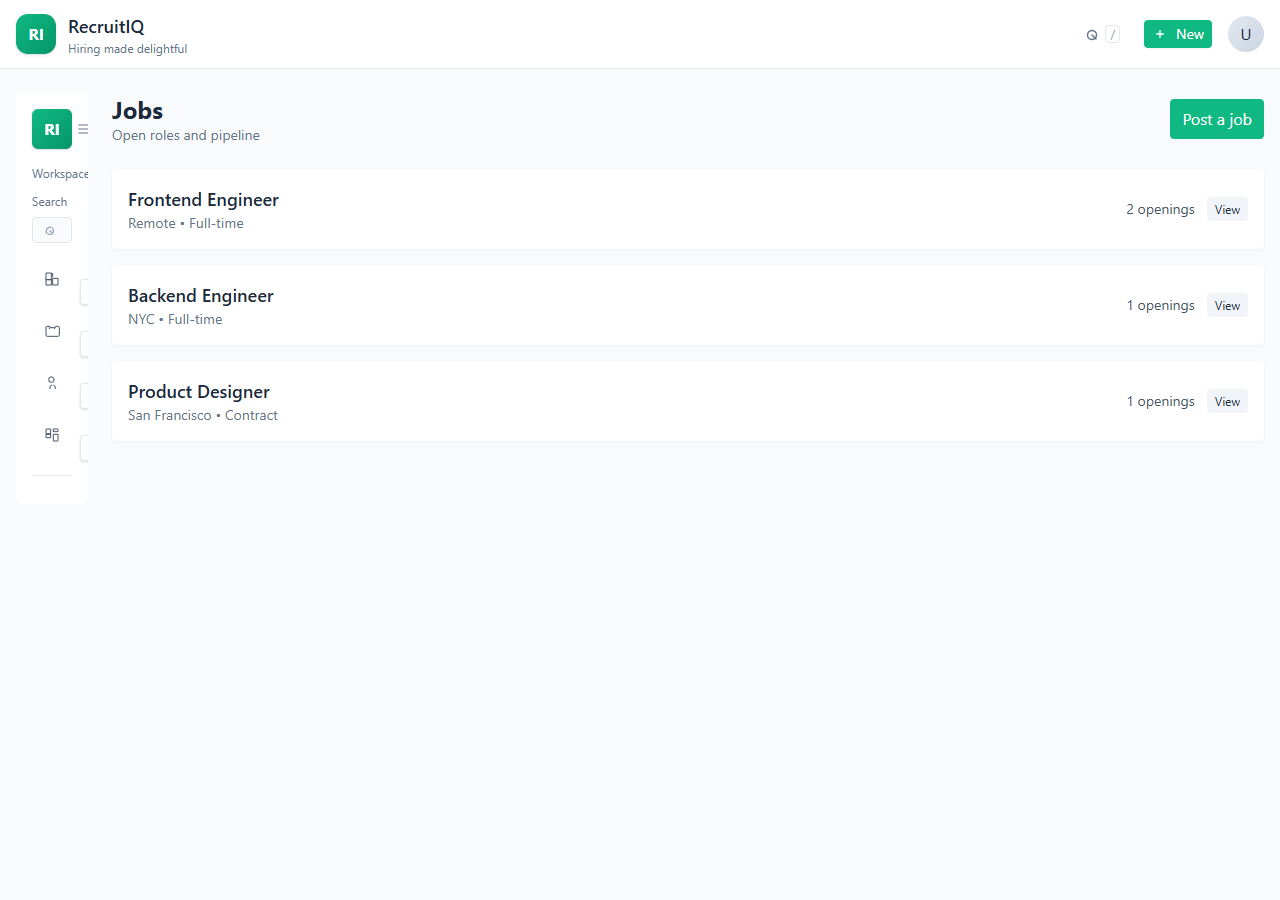 RI
RecruitIQ
Hiring made delightful
/
+ New
U
RI
Workspace
Search
Jobs
Open roles and pipeline
Post a job
Frontend Engineer
Remote • Full-time
2 openings
View
Backend Engineer
NYC • Full-time
1 openings
View
Product Designer
San Francisco • Contract
1 openings
View